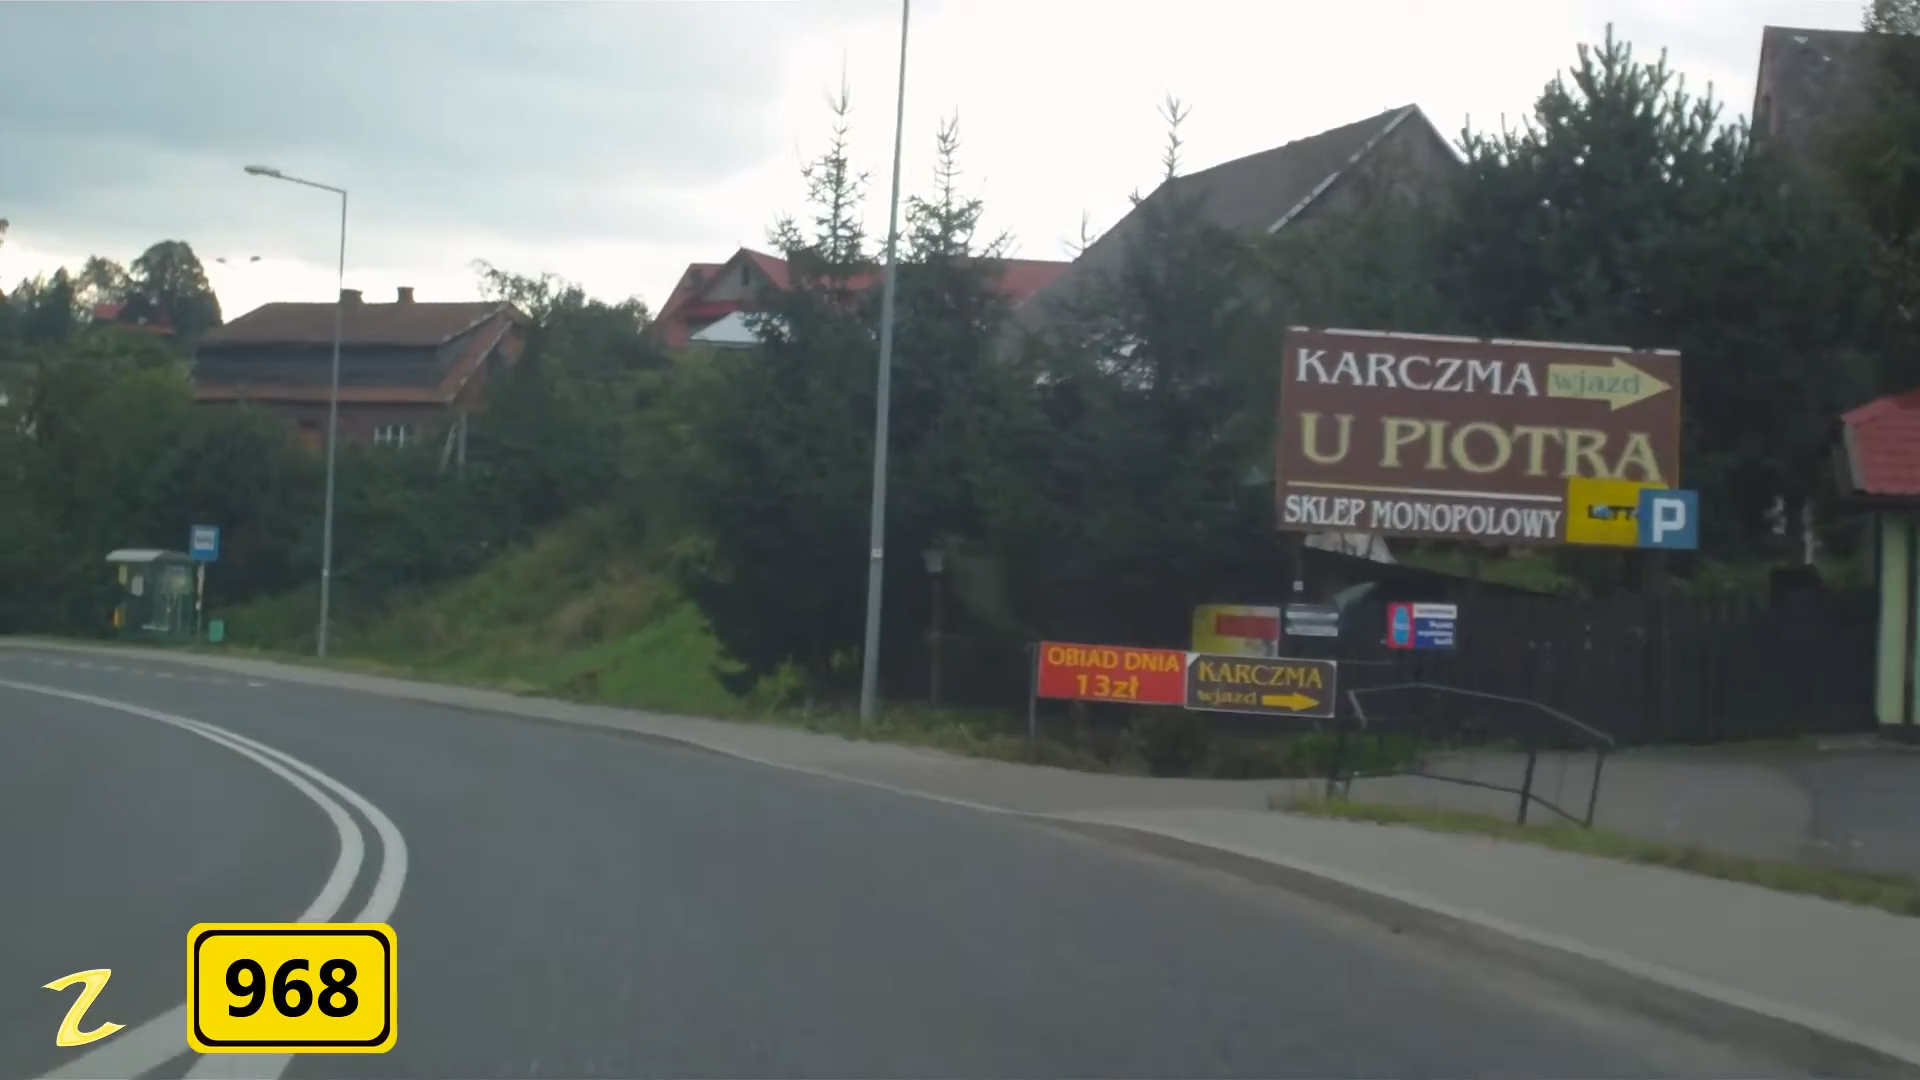 KARCZMA wjazd
U PIOTRA
SKLEP MONOPOLOWY
P
OBIAD DNIA
13zł
KARCZMA
wjazd
968